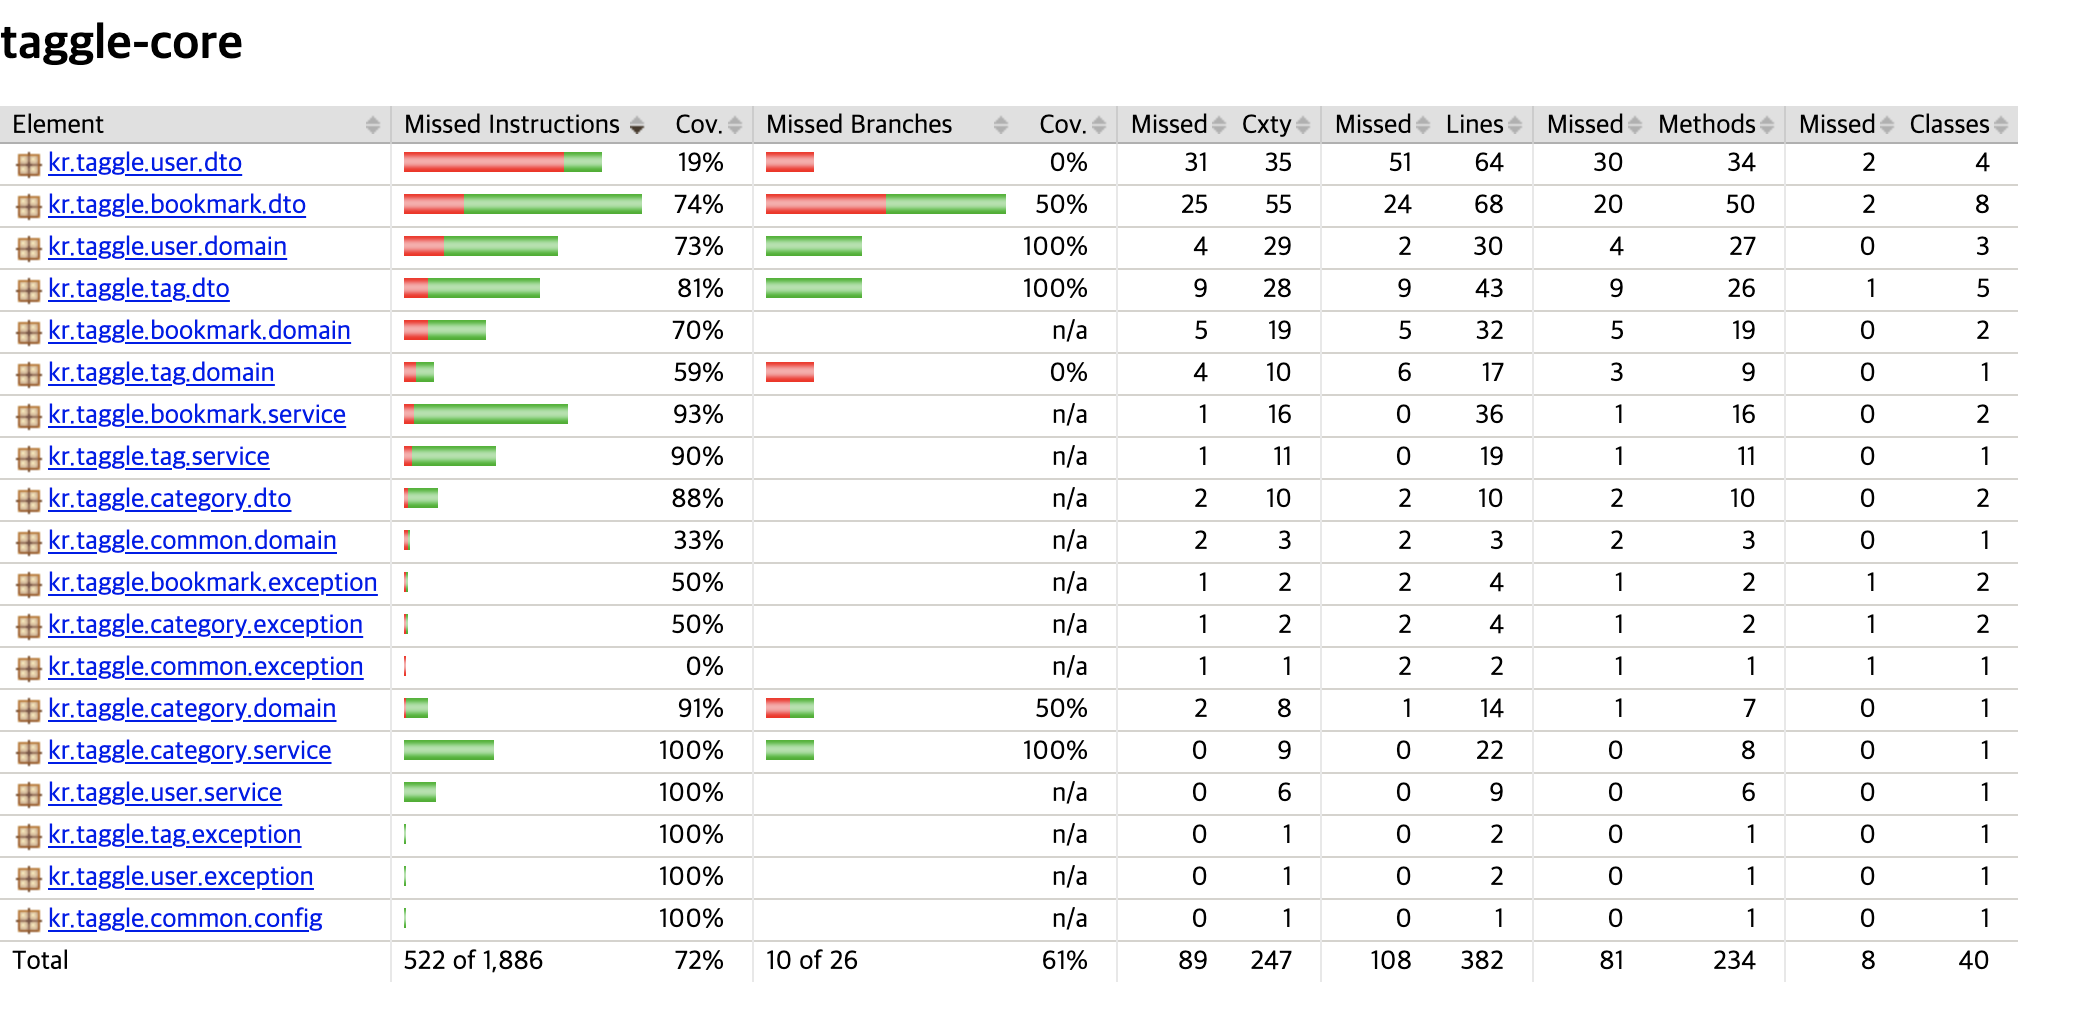 taggle-core
Element Missed Instructions Cov. Missed Branches Cov. Missed Cxty Missed Lines Missed Methods Missed Classes
kr.taggle.user.dto 19% 0% 31 35 51 64 30 34 2 4
kr.taggle.bookmark.dto 74% 50% 25 55 24 68 20 50 2 8
kr.taggle.user.domain 73% 100% 4 29 2 30 4 27 0 3
kr.taggle.tag.dto 81% 100% 9 28 9 43 9 26 1 5
kr.taggle.bookmark.domain 70% n/a 5 19 5 32 5 19 0 2
kr.taggle.tag.domain 59% 0% 4 10 6 17 3 9 0 1
kr.taggle.bookmark.service 93% n/a 1 16 0 36 1 16 0 2
kr.taggle.tag.service 90% n/a 1 11 0 19 1 11 0 1
kr.taggle.category.dto 88% n/a 2 10 2 10 2 10 0 2
kr.taggle.common.domain 33% n/a 2 3 2 3 2 3 0 1
kr.taggle.bookmark.exception 50% n/a 1 2 2 4 1 2 1 2
kr.taggle.category.exception 50% n/a 1 2 2 4 1 2 1 2
kr.taggle.common.exception 0% n/a 1 1 2 2 1 1 1 1
kr.taggle.category.domain 91% 50% 2 8 1 14 1 7 0 1
kr.taggle.category.service 100% 100% 0 9 0 22 0 8 0 1
kr.taggle.user.service 100% n/a 0 6 0 9 0 6 0 1
kr.taggle.tag.exception 100% n/a 0 1 0 2 0 1 0 1
kr.taggle.user.exception 100% n/a 0 1 0 2 0 1 0 1
kr.taggle.common.config 100% n/a 0 1 0 1 0 1 0 1
Total 522 of 1,886 72% 10 of 26 61% 89 247 108 382 81 234 8 40